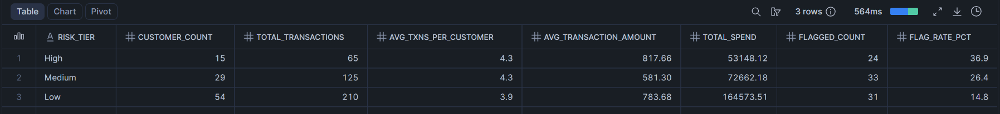 Table Chart Pivot 3 rows 564ms
RISK_TIER CUSTOMER_COUNT TOTAL_TRANSACTIONS AVG_TXNS_PER_CUSTOMER AVG_TRANSACTION_AMOUNT TOTAL_SPEND FLAGGED_COUNT FLAG_RATE_PCT
1 High 15 65 4.3 817.66 53148.12 24 36.9
2 Medium 29 125 4.3 581.30 72662.18 33 26.4
3 Low 54 210 3.9 783.68 164573.51 31 14.8